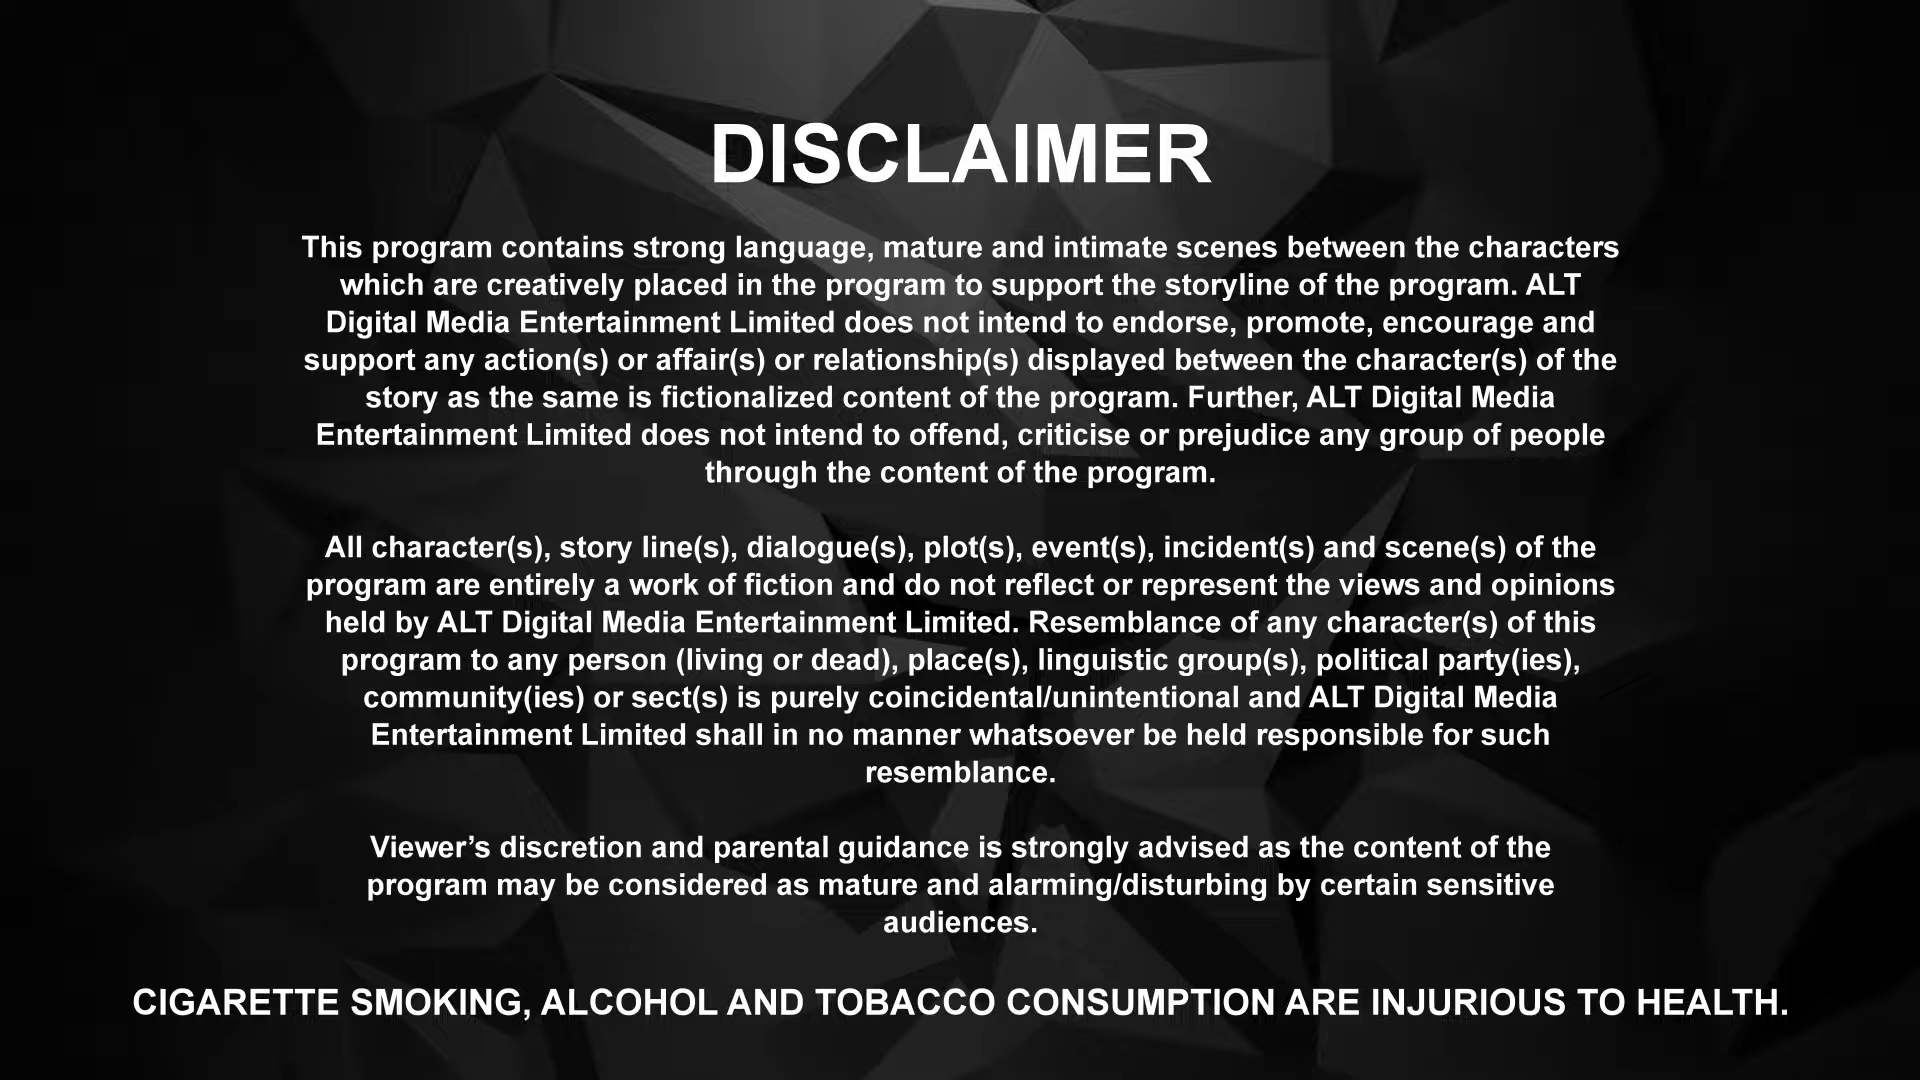 DISCLAIMER
This program contains strong language, mature and intimate scenes between the characters
which are creatively placed in the program to support the storyline of the program. ALT
Digital Media Entertainment Limited does not intend to endorse, promote, encourage and
support any action(s) or affair(s) or relationship(s) displayed between the character(s) of the
story as the same is fictionalized content of the program. Further, ALT Digital Media
Entertainment Limited does not intend to offend, criticise or prejudice any group of people
through the content of the program.
All character(s), story line(s), dialogue(s), plot(s), event(s), incident(s) and scene(s) of the
program are entirely a work of fiction and do not reflect or represent the views and opinions
held by ALT Digital Media Entertainment Limited. Resemblance of any character(s) of this
program to any person (living or dead), place(s), linguistic group(s), political party(ies),
community(ies) or sect(s) is purely coincidental/unintentional and ALT Digital Media
Entertainment Limited shall in no manner whatsoever be held responsible for such
resemblance.
Viewer’s discretion and parental guidance is strongly advised as the content of the
program may be considered as mature and alarming/disturbing by certain sensitive
audiences.
CIGARETTE SMOKING, ALCOHOL AND TOBACCO CONSUMPTION ARE INJURIOUS TO HEALTH.